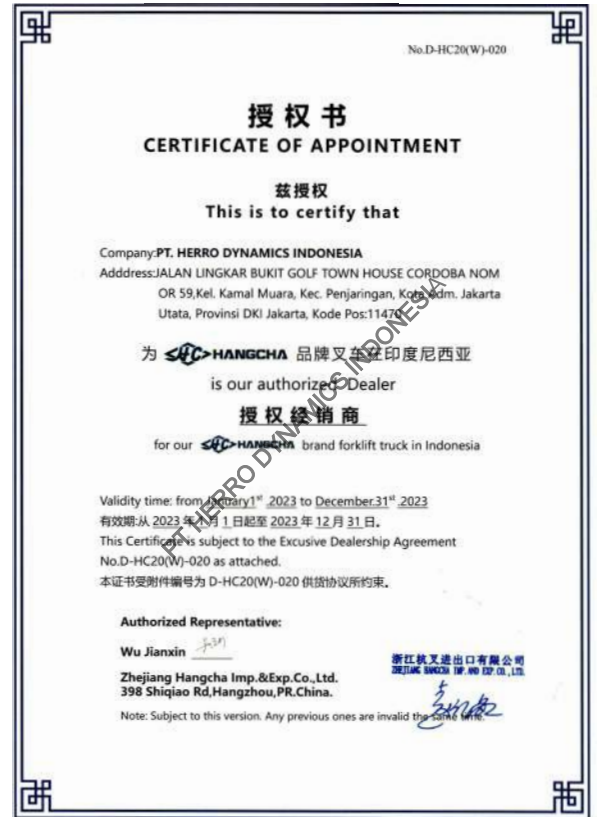 No.D-HC20(W)-020
授权书
CERTIFICATE OF APPOINTMENT
兹授权
This is to certify that
Company:PT. HERRO DYNAMICS INDONESIA
Adddress:JALAN LINGKAR BUKIT GOLF TOWN HOUSE CORDOBA NOM
OR 59,Kel. Kamal Muara, Kec. Penjaringan, Kota Adm. Jakarta
Utata, Provinsi DKI Jakarta, Kode Pos:11470
为 HC HANGCHA 品牌叉车在印度尼西亚
is our authorized Dealer
授权经销商
for our HC HANGCHA brand forklift truck in Indonesia
Validity time: from January1st 2023 to December.31st 2023
有效期:从 2023 年 1 月 1 日起至 2023 年 12 月 31 日。
This Certificate is subject to the Excusive Dealership Agreement
No.D-HC20(W)-020 as attached.
本证书受附件编号为 D-HC20(W)-020 供货协议所约束。
Authorized Representative:
Wu Jianxin
Zhejiang Hangcha Imp.&Exp.Co.,Ltd.
398 Shiqiao Rd,Hangzhou,PR.China.
浙江杭叉进出口有限公司
ZHEJIANG HANGCHA IMP. AND EXP. CO., LTD.
Note: Subject to this version. Any previous ones are invalid the same time.
PT HERRO DYNAMICS INDONESIA